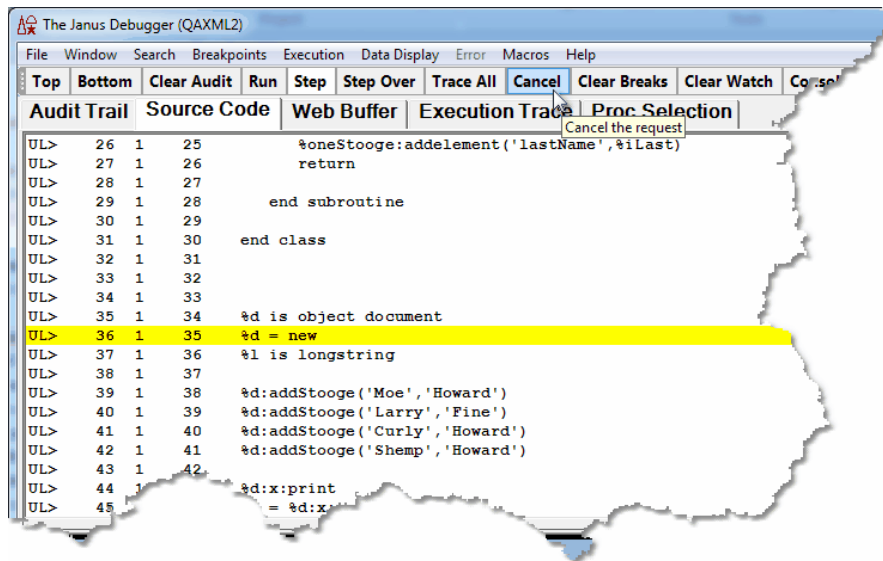 The Janus Debugger (QAXML2)
File Window Search Breakpoints Execution Data Display Error Macros Help
Top Bottom Clear Audit Run Step Step Over Trace All Cancel Clear Breaks Clear Watch
Audit Trail Source Code Web Buffer Execution Trace Proc Selection
Cancel the request
UL> 26 1 25 %oneStooge:addelement('lastName',%iLast)
UL> 27 1 26 return
UL> 28 1 27
UL> 29 1 28 end subroutine
UL> 30 1 29
UL> 31 1 30 end class
UL> 32 1 31
UL> 33 1 32
UL> 34 1 33
UL> 35 1 34 %d is object document
UL> 36 1 35 %d = new
UL> 37 1 36 %l is longstring
UL> 38 1 37
UL> 39 1 38 %d:addStooge('Moe','Howard')
UL> 40 1 39 %d:addStooge('Larry','Fine')
UL> 41 1 40 %d:addStooge('Curly','Howard')
UL> 42 1 41 %d:addStooge('Shemp','Howard')
UL> 43 1 42
UL> 44 1 %d:x:print
UL> 45 = %d:x: